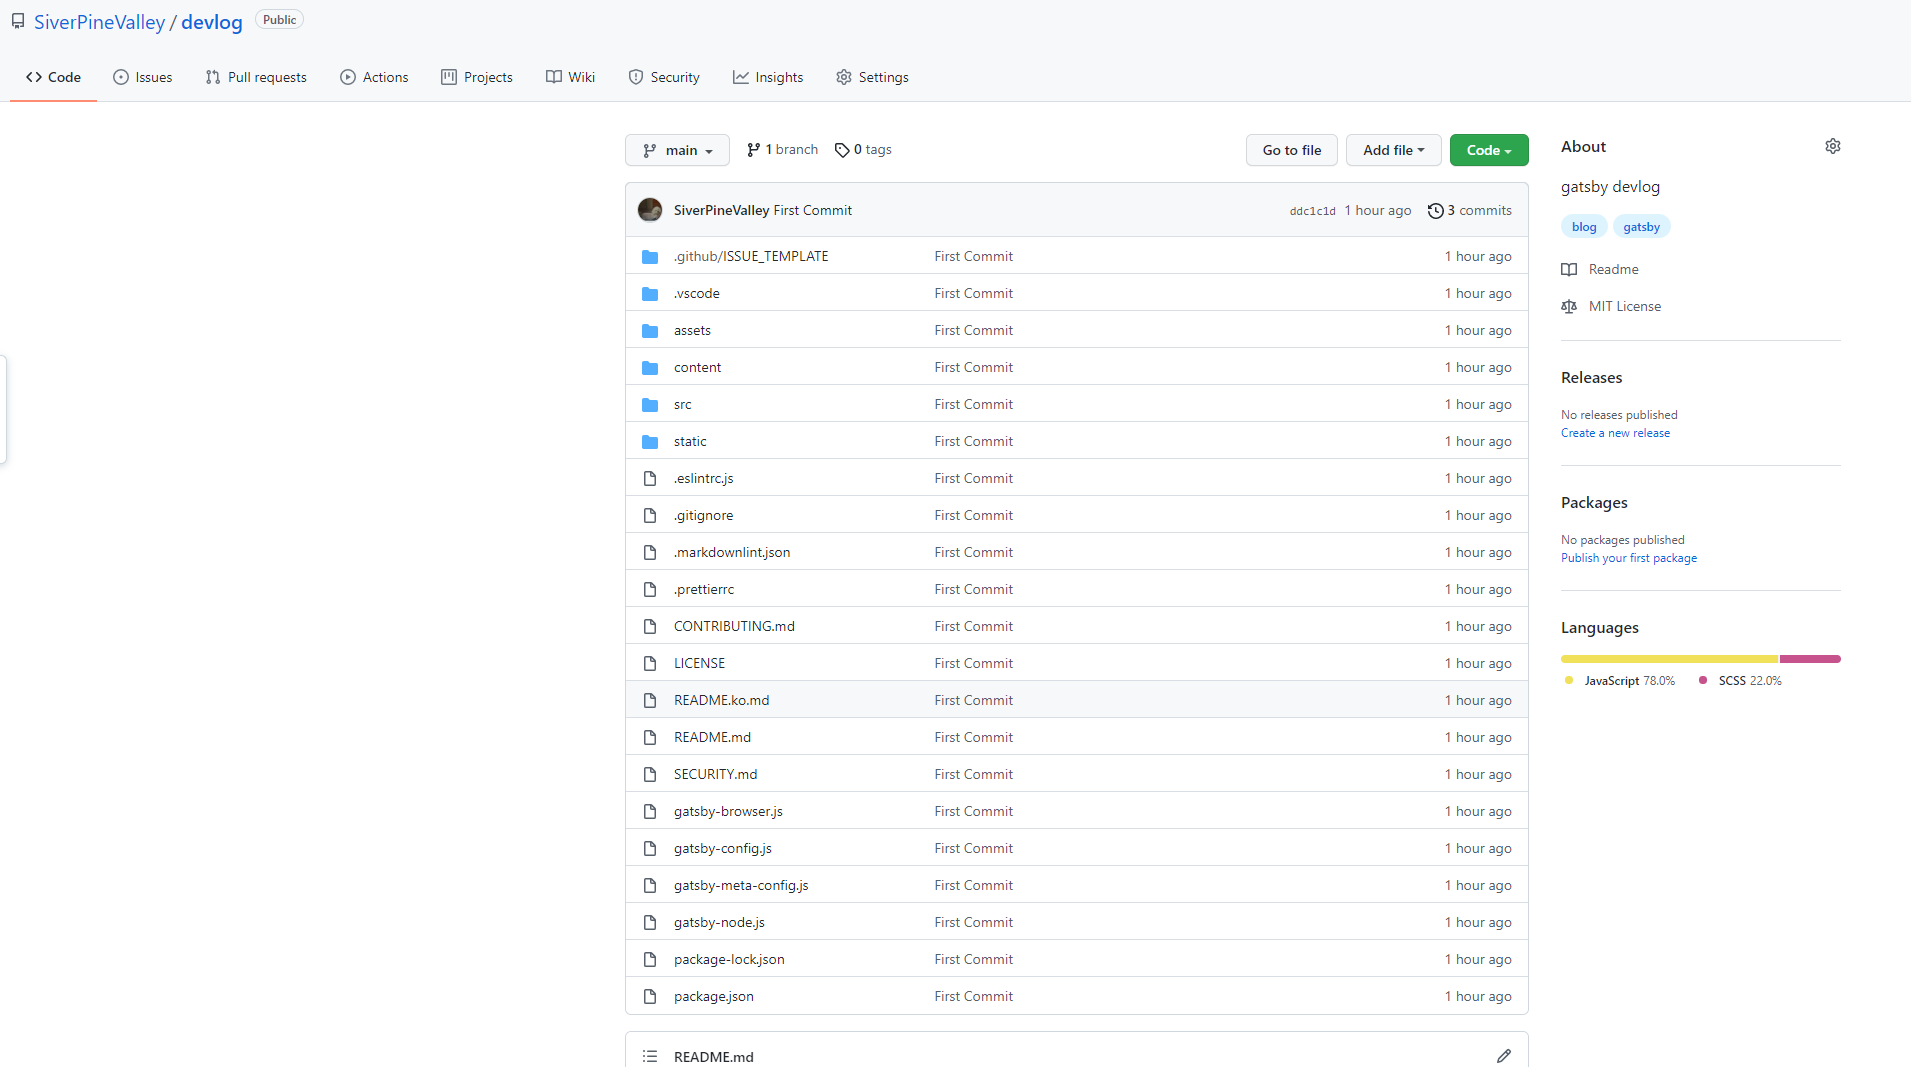 SiverPineValley / devlog Public
Code Issues Pull requests Actions Projects Wiki Security Insights Settings
main 1 branch 0 tags Go to file Add file Code
SiverPineValley First Commit ddc1c1d 1 hour ago 3 commits
.github/ISSUE_TEMPLATE First Commit 1 hour ago
.vscode First Commit 1 hour ago
assets First Commit 1 hour ago
content First Commit 1 hour ago
src First Commit 1 hour ago
static First Commit 1 hour ago
.eslintrc.js First Commit 1 hour ago
.gitignore First Commit 1 hour ago
.markdownlint.json First Commit 1 hour ago
.prettierrc First Commit 1 hour ago
CONTRIBUTING.md First Commit 1 hour ago
LICENSE First Commit 1 hour ago
README.ko.md First Commit 1 hour ago
README.md First Commit 1 hour ago
SECURITY.md First Commit 1 hour ago
gatsby-browser.js First Commit 1 hour ago
gatsby-config.js First Commit 1 hour ago
gatsby-meta-config.js First Commit 1 hour ago
gatsby-node.js First Commit 1 hour ago
package-lock.json First Commit 1 hour ago
package.json First Commit 1 hour ago
README.md
About
gatsby devlog
blog gatsby
Readme
MIT License
Releases
No releases published
Create a new release
Packages
No packages published
Publish your first package
Languages
JavaScript 78.0% SCSS 22.0%